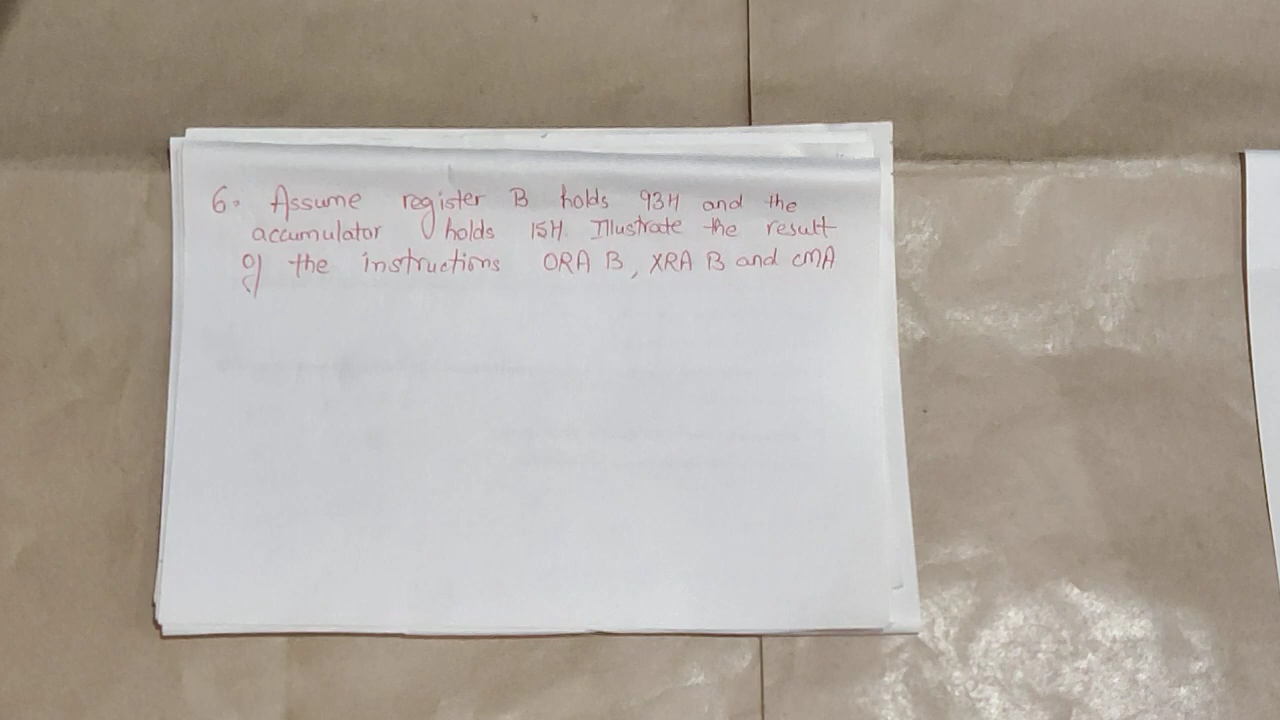 6. Assume register B holds 93H and the
accumulator holds 15H. Illustrate the result
of the instructions ORA B, XRA B and CMA